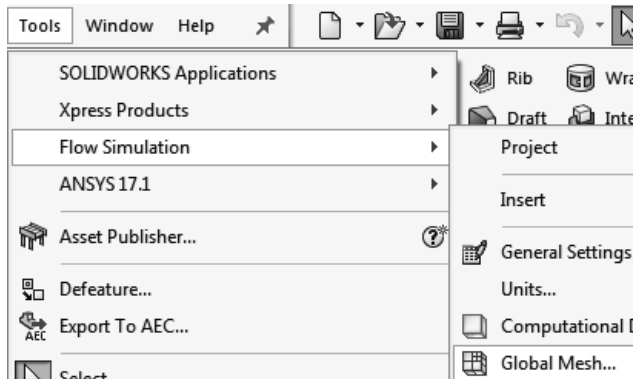 Tools Window Help
SOLIDWORKS Applications
Xpress Products
Flow Simulation
ANSYS 17.1
Asset Publisher...
Defeature...
Export To AEC...
Select
Rib
Draft
Project
Insert
General Settings
Units...
Computational
Global Mesh...
AEC